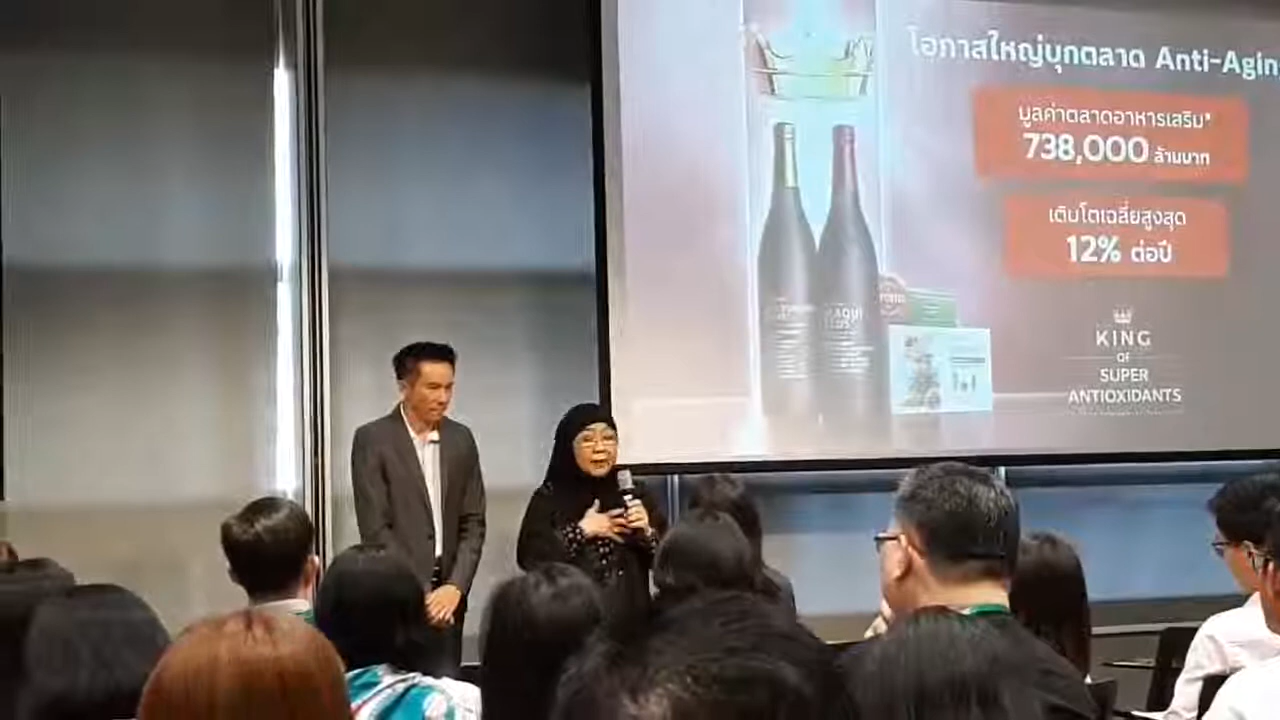 โอกาสใหญ่บุกตลาด Anti-Agin
มูลค่าตลาดอาหารเสริม*
738,000 ล้านบาท
เติบโตเฉลี่ยสูงสุด
12% ต่อปี
KING
OF
SUPER
ANTIOXIDANTS